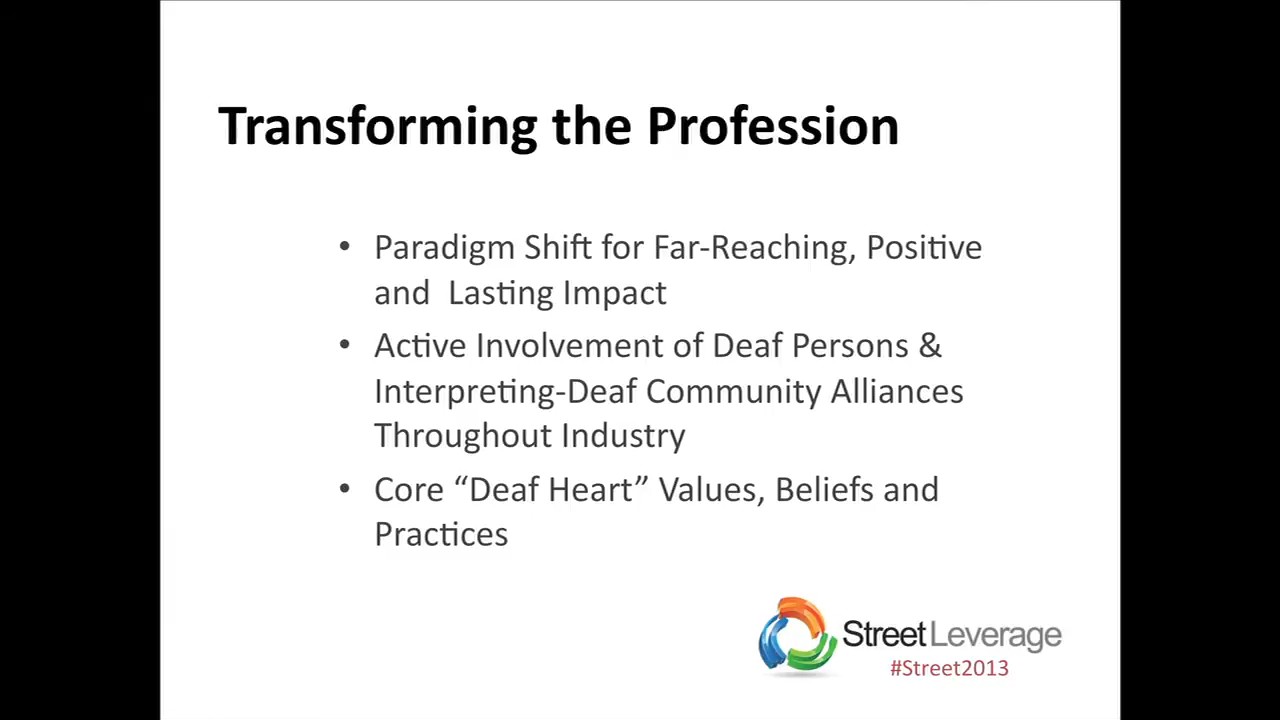 Transforming the Profession
• Paradigm Shift for Far-Reaching, Positive
and  Lasting Impact
• Active Involvement of Deaf Persons &
Interpreting-Deaf Community Alliances
Throughout Industry
• Core “Deaf Heart” Values, Beliefs and
Practices
StreetLeverage
#Street2013